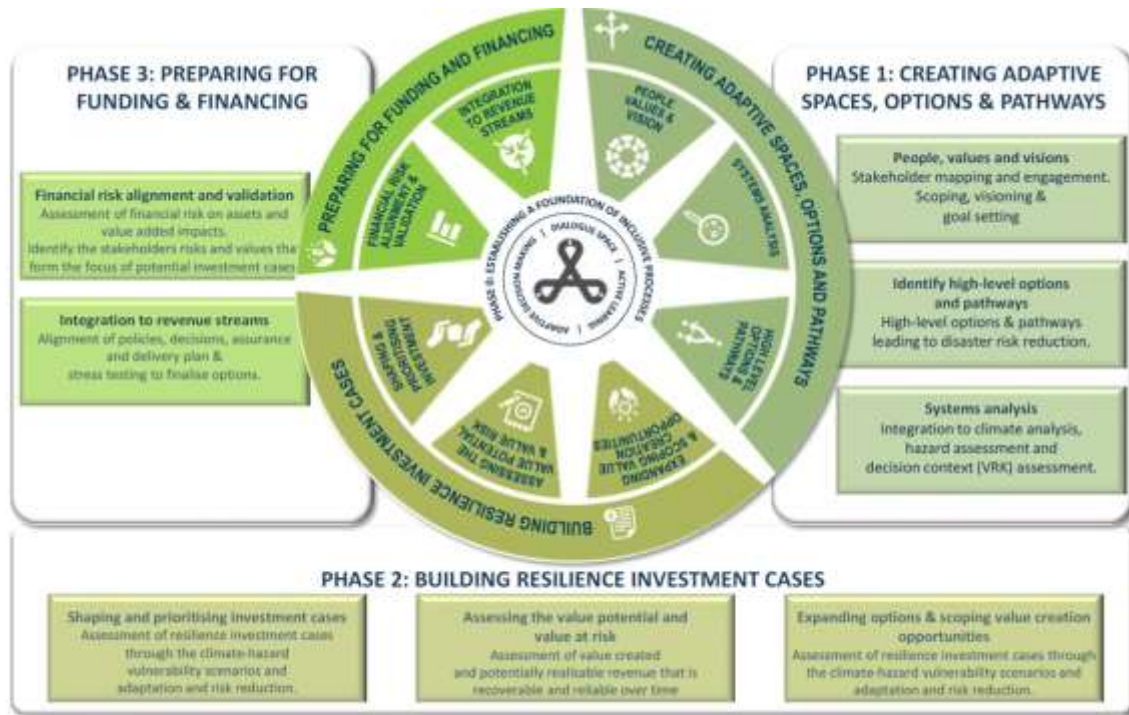 PHASE 3: PREPARING FOR
FUNDING & FINANCING
Financial risk alignment and validation
Assessment of financial risk on assets and
value added impacts.
Identify the stakeholders risks and values that
form the focus of potential investment cases
Integration to revenue streams
Alignment of policies, decisions, assurance
and delivery plan &
stress testing to finalise options.
PREPARING FOR FUNDING AND FINANCING
INTEGRATION
TO REVENUE
STREAMS
FINANCIAL RISK
ALIGNMENT &
VALIDATION
CREATING ADAPTIVE SPACES, OPTIONS AND PATHWAYS
PEOPLE,
VALUES &
VISION
SYSTEMS ANALYSIS
HIGH LEVEL
OPTIONS &
PATHWAYS
BUILDING RESILIENCE INVESTMENT CASES
EXPANDING
& SCOPING VALUE
CREATION
OPPORTUNITIES
ASSESSING THE
VALUE POTENTIAL
& VALUE RISK
SHAPING &
PRIORITISING
INVESTMENT
PHASE 0: ESTABLISHING A FOUNDATION OF INCLUSIVE PROCESSES
ADAPTIVE DECISION MAKING | DIALOGUE SPACE | ACTIVE LEARNING |
PHASE 1: CREATING ADAPTIVE
SPACES, OPTIONS & PATHWAYS
People, values and visions
Stakeholder mapping and engagement.
Scoping, visioning &
goal setting
Identify high-level options
and pathways
High-level options & pathways
leading to disaster risk reduction.
Systems analysis
Integration to climate analysis,
hazard assessment and
decision context (VRK) assessment.
PHASE 2: BUILDING RESILIENCE INVESTMENT CASES
Shaping and prioritising investment cases
Assessment of resilience investment cases
through the climate-hazard
vulnerability scenarios and
adaptation and risk reduction.
Assessing the value potential and
value at risk
Assessment of value created
and potentially realisable revenue that is
recoverable and reliable over time
Expanding options & scoping value creation
opportunities
Assessment of resilience investment cases through
the climate-hazard vulnerability scenarios and
adaptation and risk reduction.